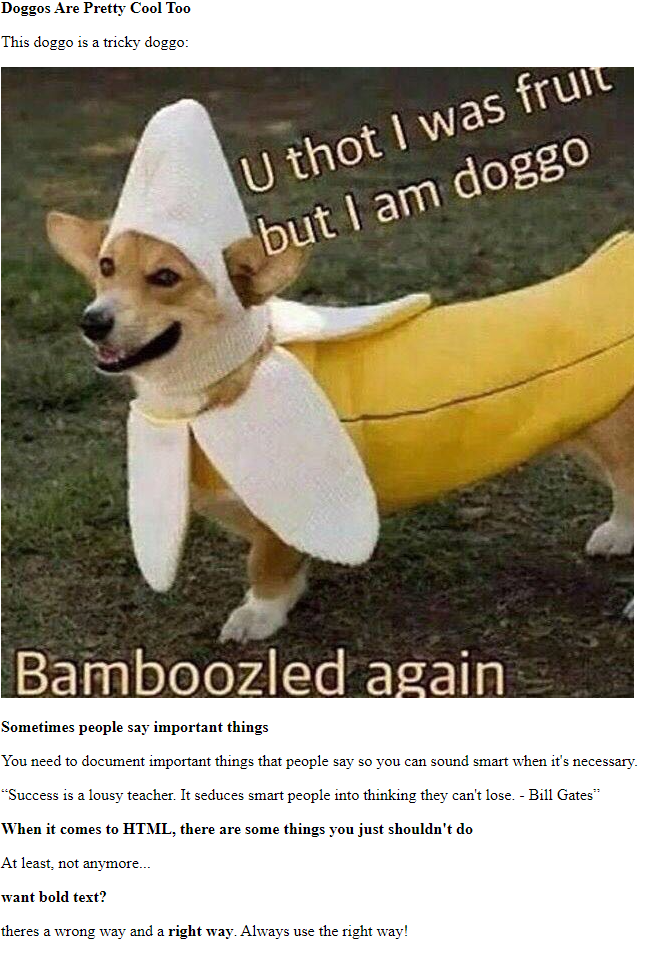 Doggos Are Pretty Cool Too
This doggo is a tricky doggo:
U thot I was fruit
but I am doggo
Bamboozled again
Sometimes people say important things
You need to document important things that people say so you can sound smart when it's necessary.
“Success is a lousy teacher. It seduces smart people into thinking they can't lose. - Bill Gates”
When it comes to HTML, there are some things you just shouldn't do
At least, not anymore...
want bold text?
theres a wrong way and a right way. Always use the right way!